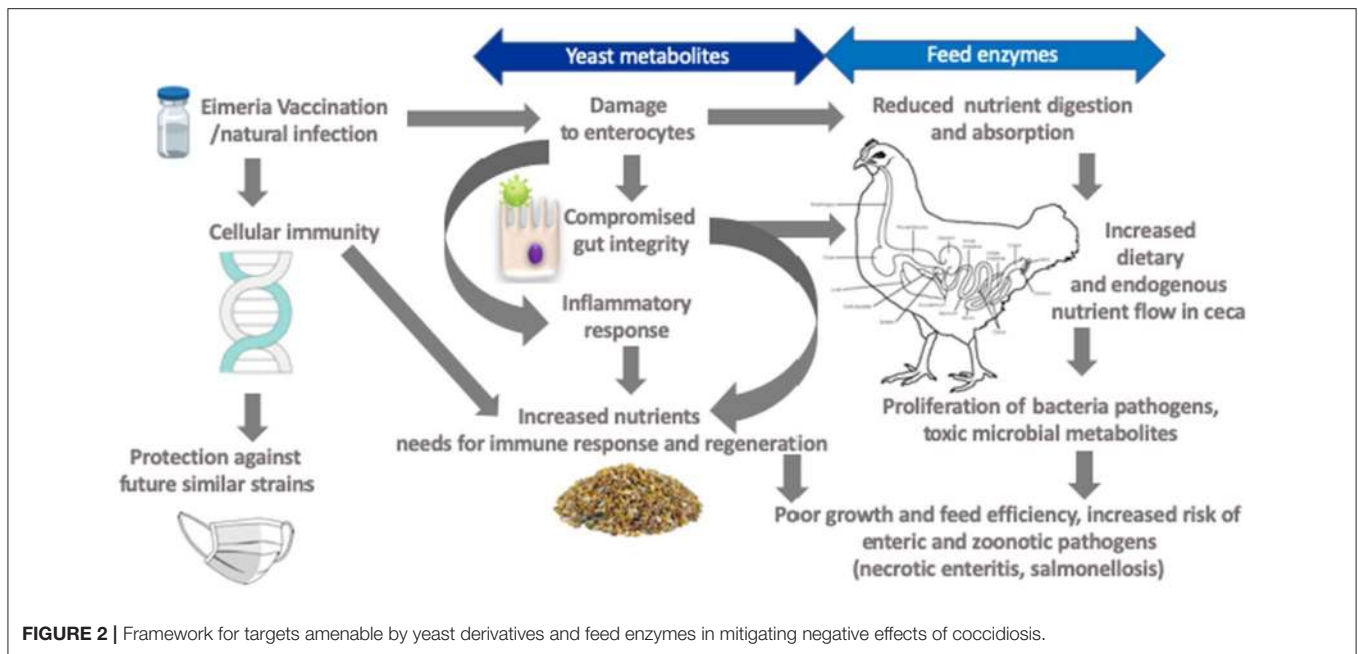 Yeast metabolites
Feed enzymes
Eimeria Vaccination
/natural infection
Damage
to enterocytes
Reduced nutrient digestion
and absorption
Cellular immunity
Compromised
gut integrity
Increased
dietary
and endogenous
nutrient flow in ceca
Inflammatory
response
Increased nutrients
needs for immune response and regeneration
Proliferation of bacteria pathogens,
toxic microbial metabolites
Protection against
future similar strains
Poor growth and feed efficiency, increased risk of
enteric and zoonotic pathogens
(necrotic enteritis, salmonellosis)
FIGURE 2 | Framework for targets amenable by yeast derivatives and feed enzymes in mitigating negative effects of coccidiosis.